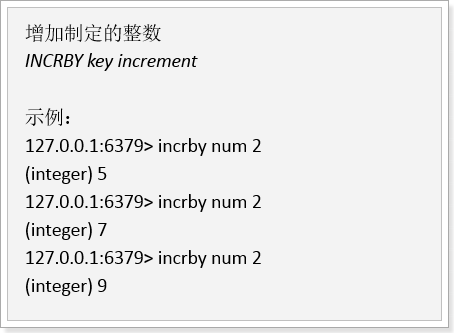 增加制定的整数
INCRBY key increment
示例：
127.0.0.1:6379> incrby num 2
(integer) 5
127.0.0.1:6379> incrby num 2
(integer) 7
127.0.0.1:6379> incrby num 2
(integer) 9